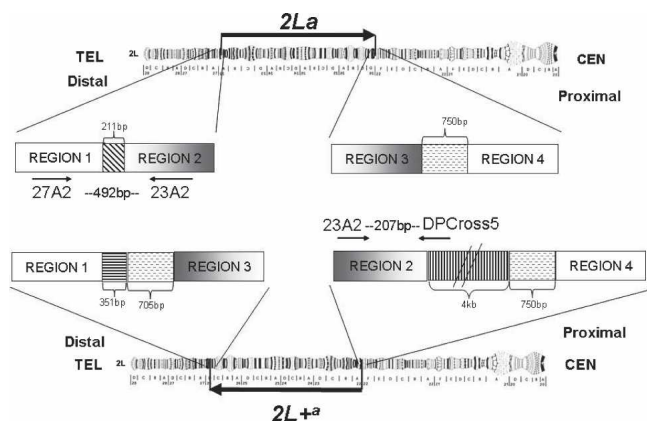 2La
TEL 2L CEN
Distal Proximal
211bp 750bp
REGION 1 REGION 2 REGION 3 REGION 4
27A2 --492bp-- 23A2
23A2 --207bp-- DPCross5
REGION 1 REGION 3 REGION 2 REGION 4
351bp 705bp 4kb 750bp
Distal Proximal
TEL 2L CEN
2L+a